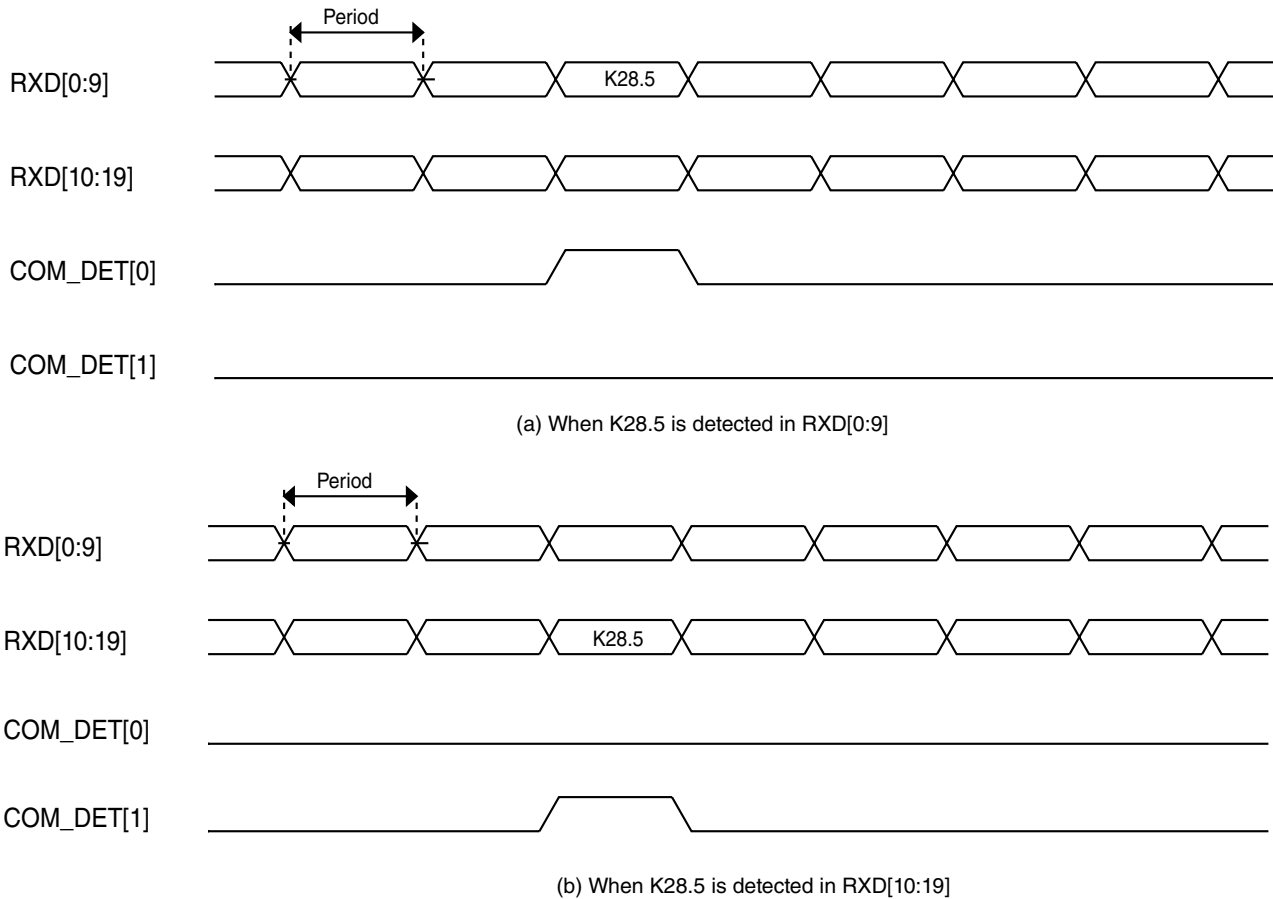 Period
RXD[0:9]
K28.5
RXD[10:19]
COM_DET[0]
COM_DET[1]
(a) When K28.5 is detected in RXD[0:9]
Period
RXD[0:9]
RXD[10:19]
K28.5
COM_DET[0]
COM_DET[1]
(b) When K28.5 is detected in RXD[10:19]